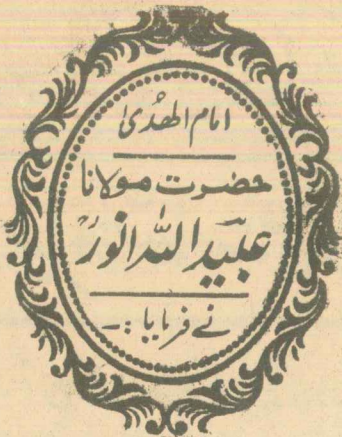 امام الھدیٰ
حضرت مولانا
عبید اللہ انورؒ
نے فرمایا :-